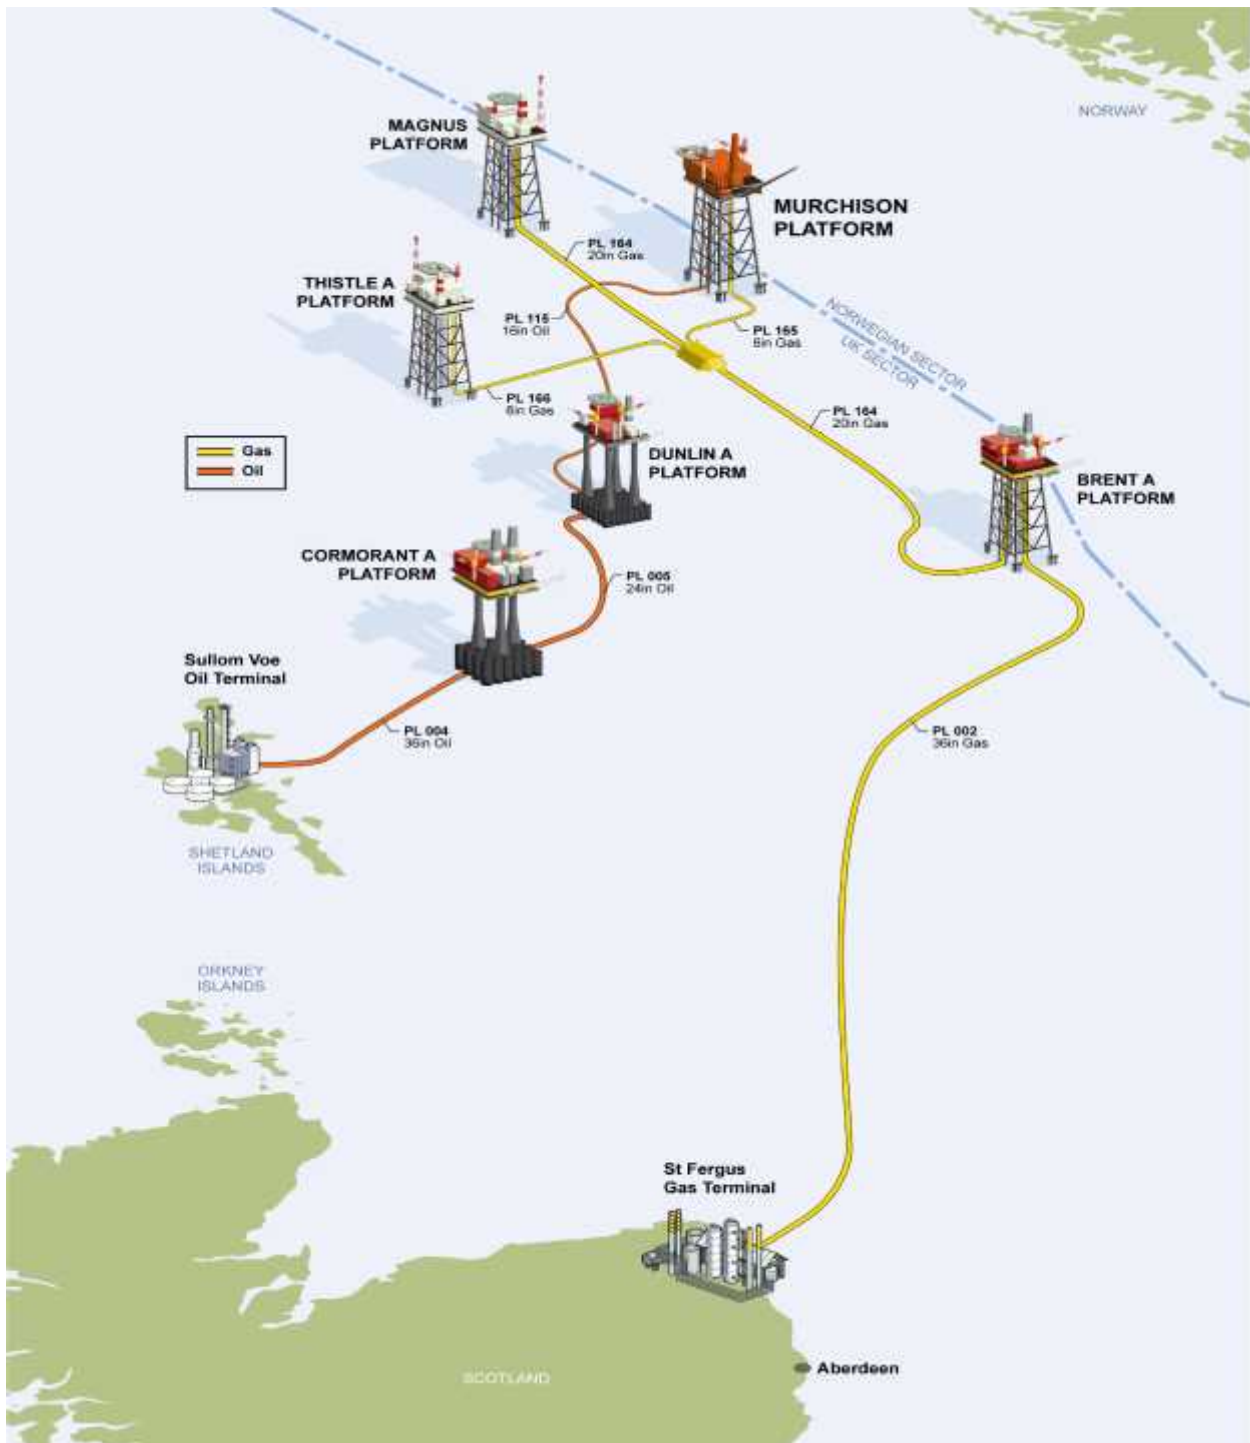 NORWAY
MAGNUS
PLATFORM
MURCHISON
PLATFORM
PL 164
20in Gas
THISTLE A
PLATFORM
PL 115
16in Oil
PL 165
6in Gas
NORWEGIAN SECTOR
UK SECTOR
PL 166
6in Gas
PL 164
20in Gas
Gas
Oil
DUNLIN A
PLATFORM
BRENT A
PLATFORM
CORMORANT A
PLATFORM
PL 005
24in Oil
Sullom Voe
Oil Terminal
PL 004
36in Oil
PL 002
36in Gas
SHETLAND
ISLANDS
ORKNEY
ISLANDS
St Fergus
Gas Terminal
Aberdeen
SCOTLAND